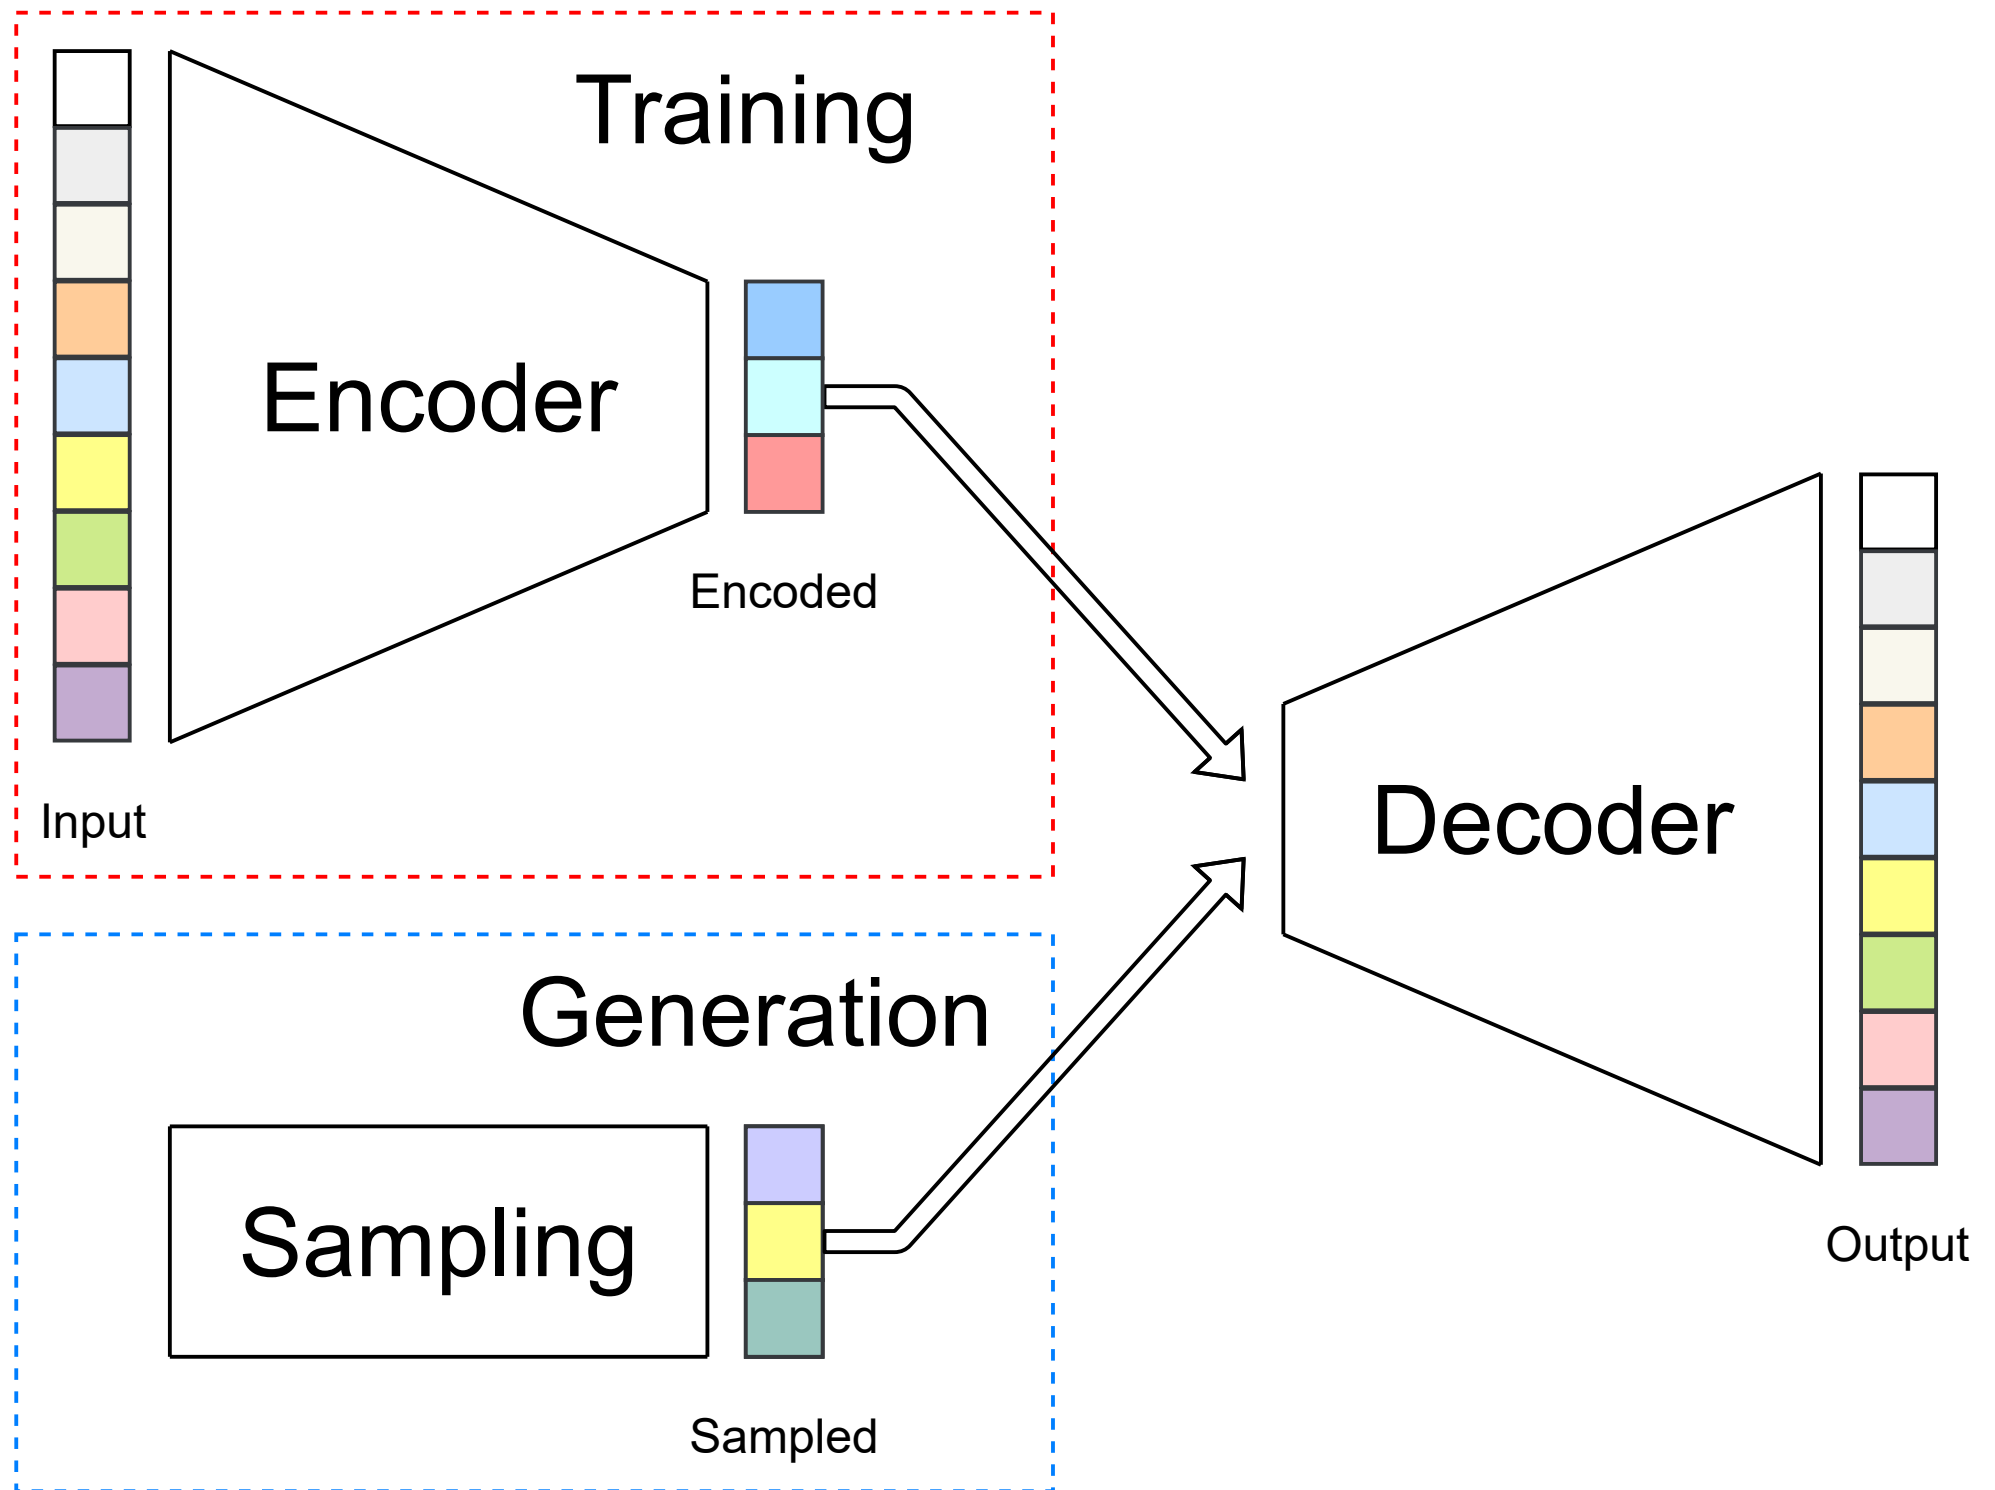 Training
Encoder
Encoded
Input
Decoder
Generation
Sampling
Sampled
Output